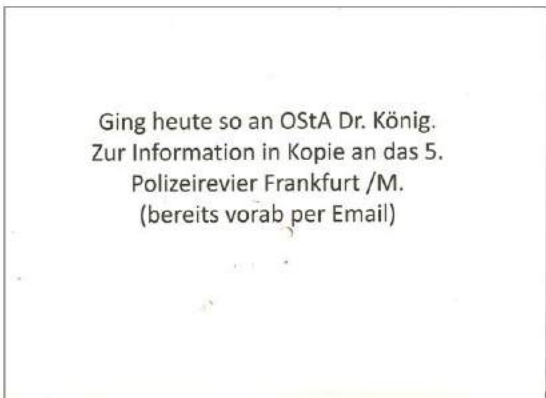 Ging heute so an OStA Dr. König.
Zur Information in Kopie an das 5.
Polizeirevier Frankfurt /M.
(bereits vorab per Email)